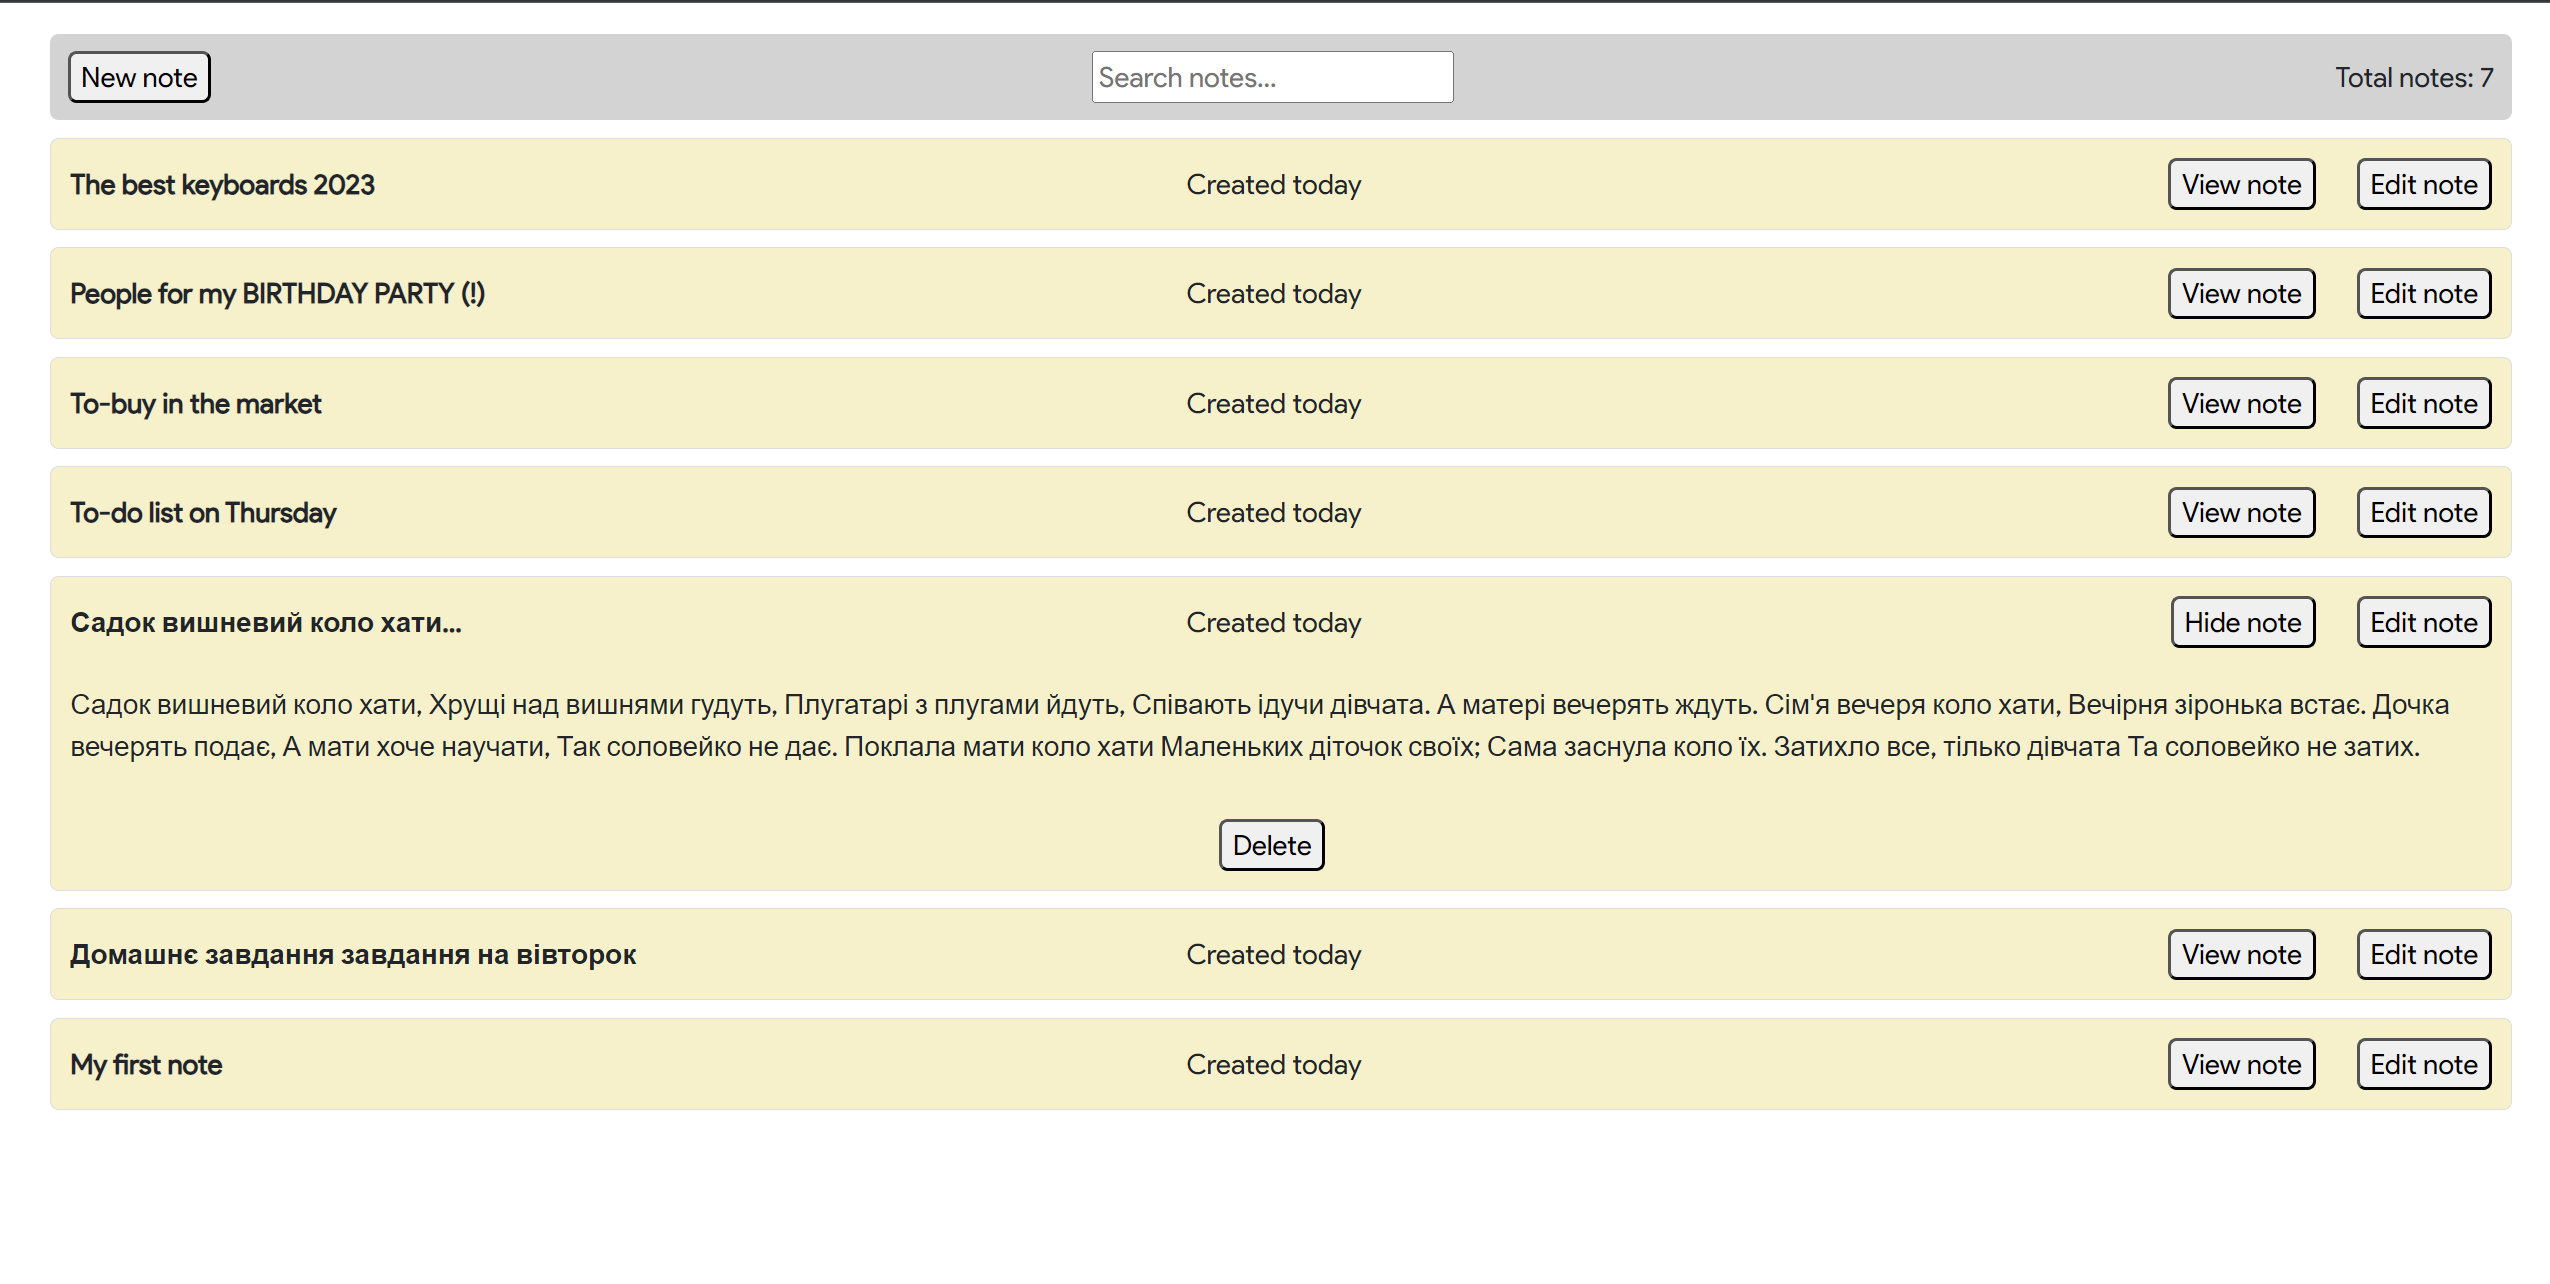 New note
Search notes...
Total notes: 7
The best keyboards 2023
Created today
View note
Edit note
People for my BIRTHDAY PARTY (!)
Created today
View note
Edit note
To-buy in the market
Created today
View note
Edit note
To-do list on Thursday
Created today
View note
Edit note
Садок вишневий коло хати...
Created today
Hide note
Edit note
Садок вишневий коло хати, Хрущі над вишнями гудуть, Плугатарі з плугами йдуть, Співають ідучи дівчата. А матері вечерять ждуть. Сім'я вечеря коло хати, Вечірня зіронька встає. Дочка
вечерять подає, А мати хоче научати, Так соловейко не дає. Поклала мати коло хати Маленьких діточок своїх; Сама заснула коло їх. Затихло все, тілько дівчата Та соловейко не затих.
Delete
Домашнє завдання завдання на вівторок
Created today
View note
Edit note
My first note
Created today
View note
Edit note